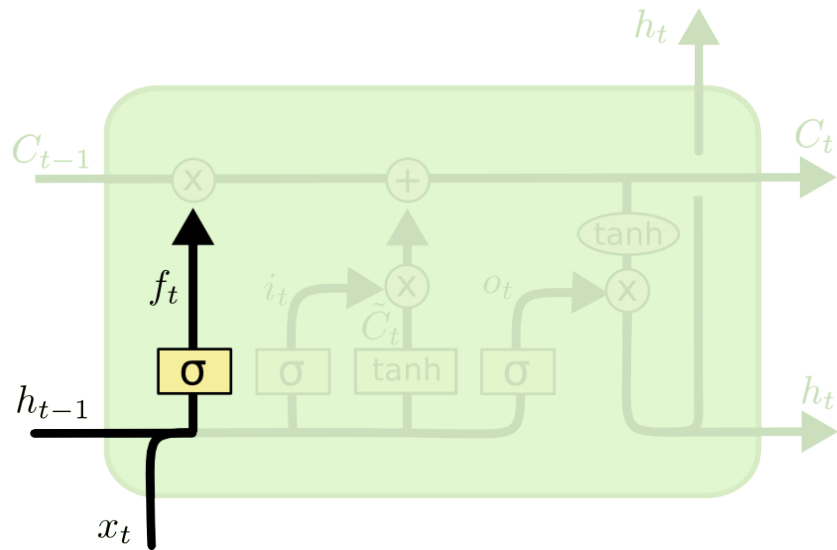 h_t
C_{t-1} x + C_t
tanh
f_t i_t x o_t x
C̃_t
σ σ tanh σ
h_{t-1} h_t
x_t